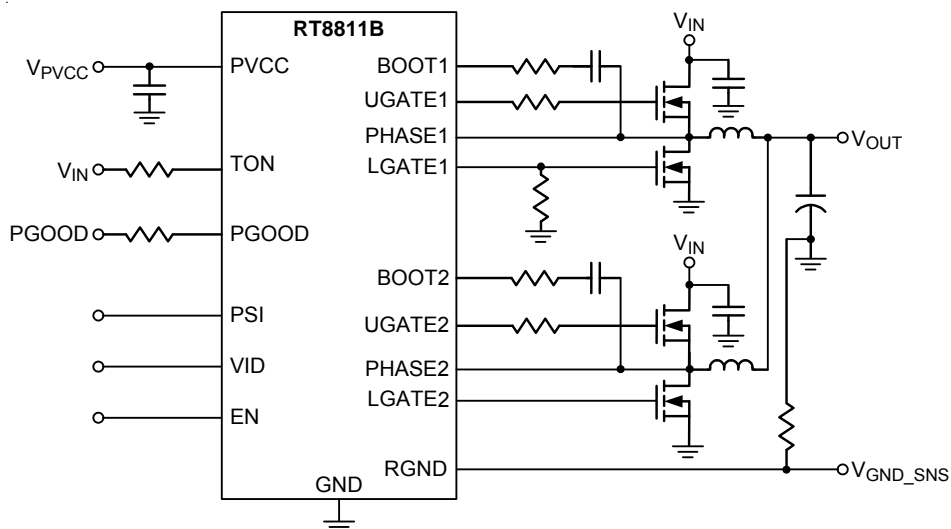 RT8811B
V_PVCC
PVCC
V_IN
TON
PGOOD
PGOOD
PSI
VID
EN
GND
BOOT1
UGATE1
PHASE1
LGATE1
BOOT2
UGATE2
PHASE2
LGATE2
RGND
V_IN
V_OUT
V_IN
V_GND_SNS